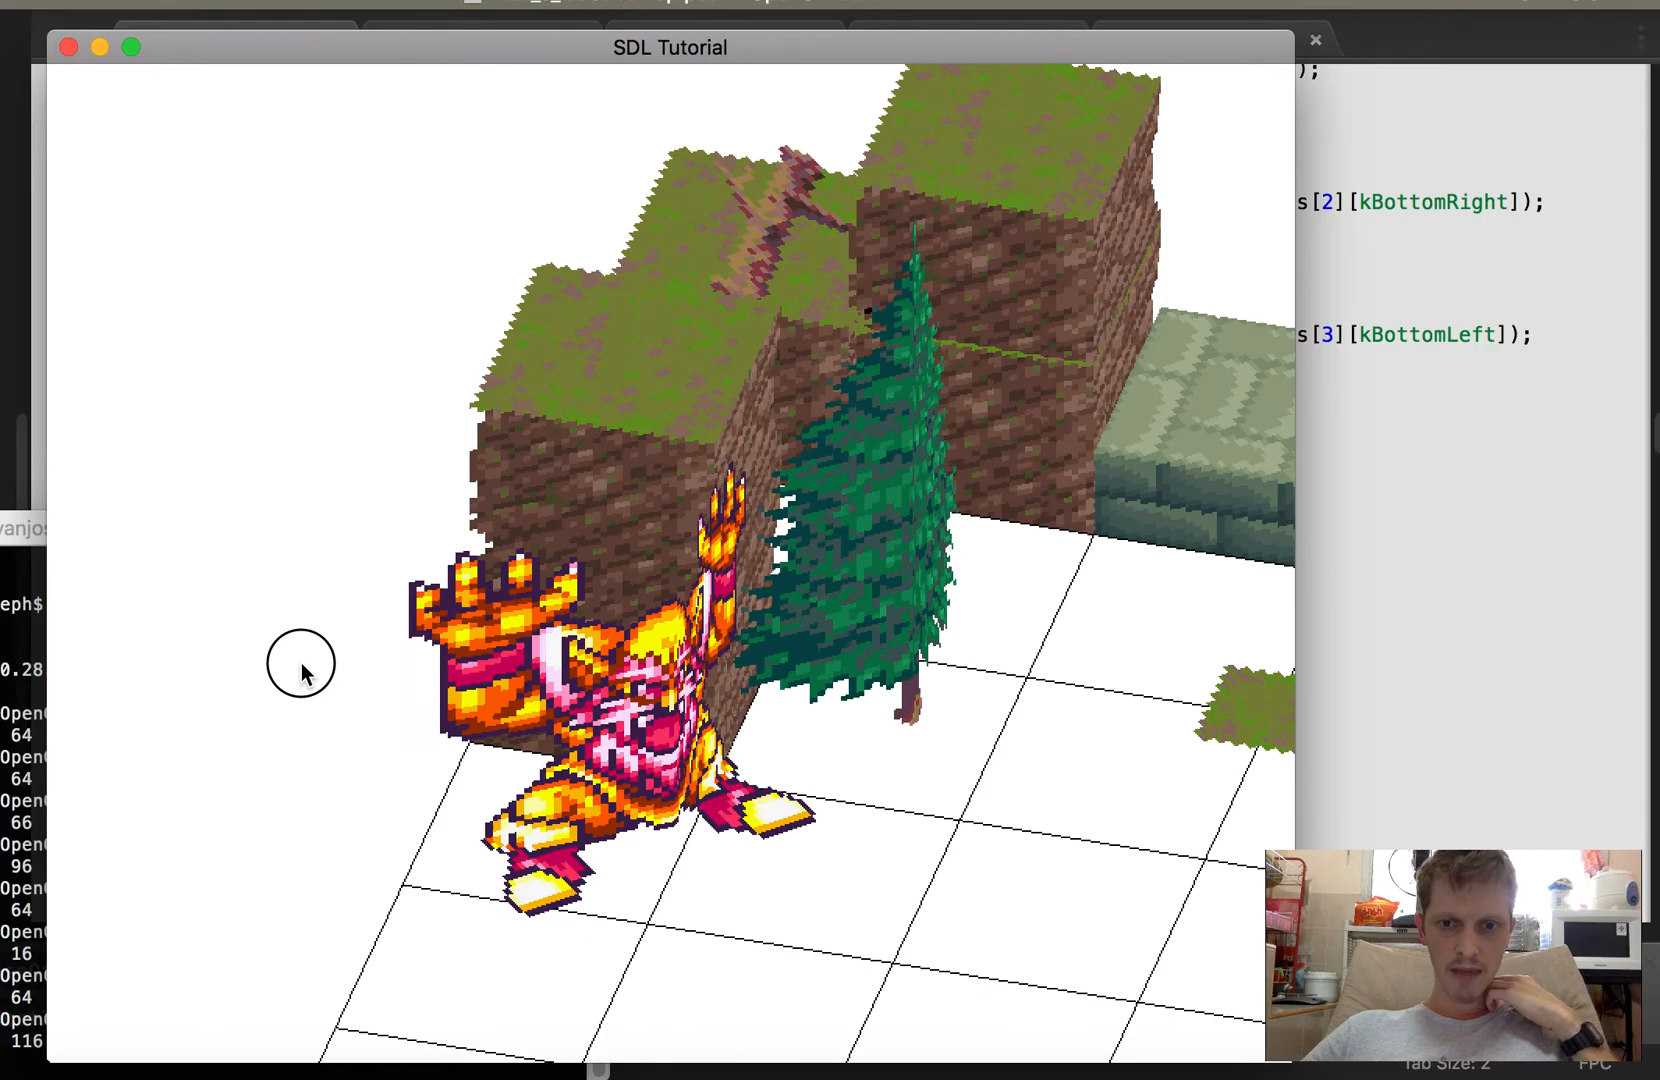 SDL Tutorial
);
s[2][kBottomRight]);
s[3][kBottomLeft]);
vanjos
eph$
0.28
Open
64
Open
64
Open
66
Open
96
Open
64
Open
16
Open
64
Open
116
Tab Size: 2
FPC